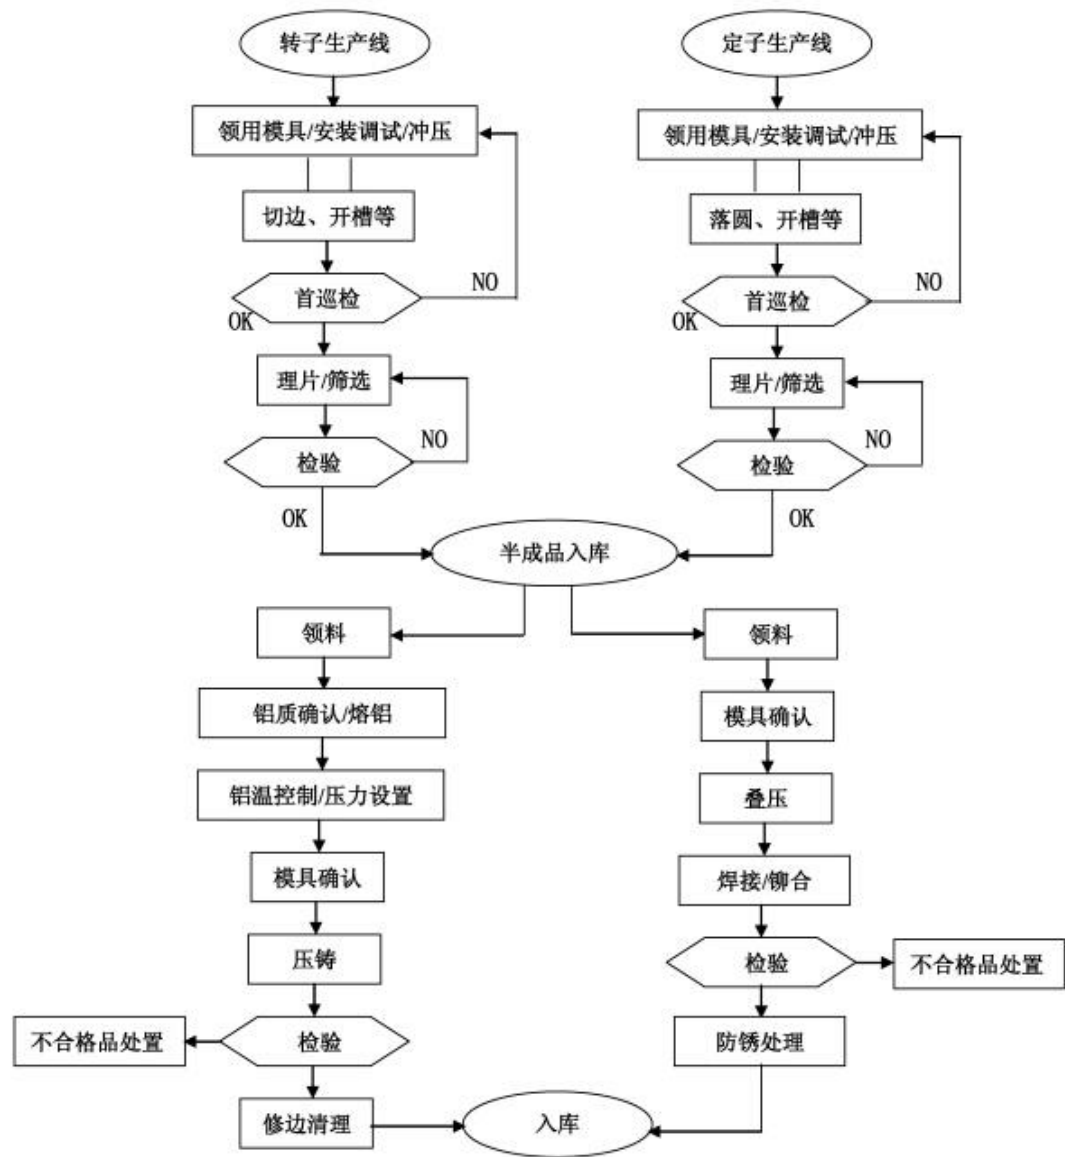 转子生产线
定子生产线
领用模具/安装调试/冲压
领用模具/安装调试/冲压
切边、开槽等
落圆、开槽等
首巡检
NO
OK
首巡检
NO
OK
理片/筛选
理片/筛选
检验
NO
检验
NO
OK
OK
半成品入库
领料
领料
铝质确认/熔铝
模具确认
铝温控制/压力设置
叠压
模具确认
焊接/铆合
压铸
检验
不合格品处置
不合格品处置
检验
防锈处理
修边清理
入库